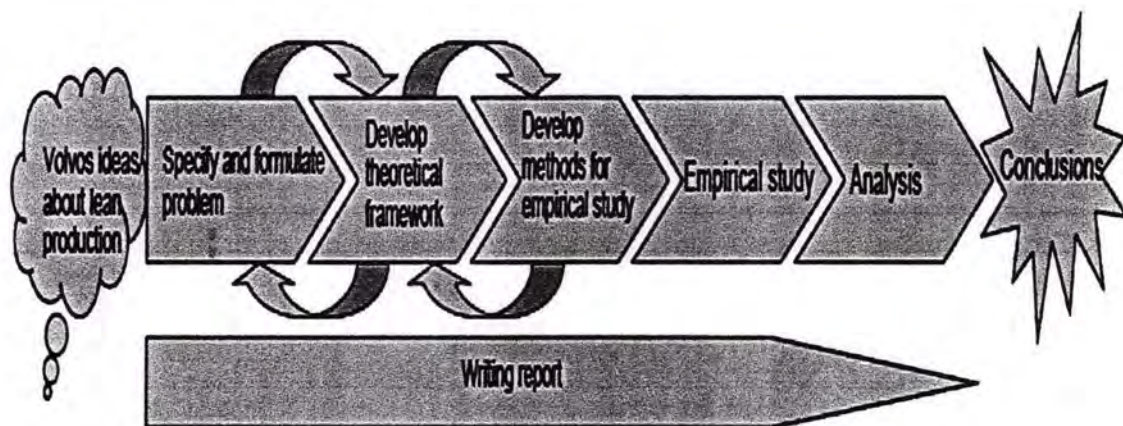 Volvos ideas
about lean
production
Specify and formulate
problem
Develop
theoretical
framework
Develop
methods for
empirical study
Empirical study
Analysis
Conclusions
Writing report